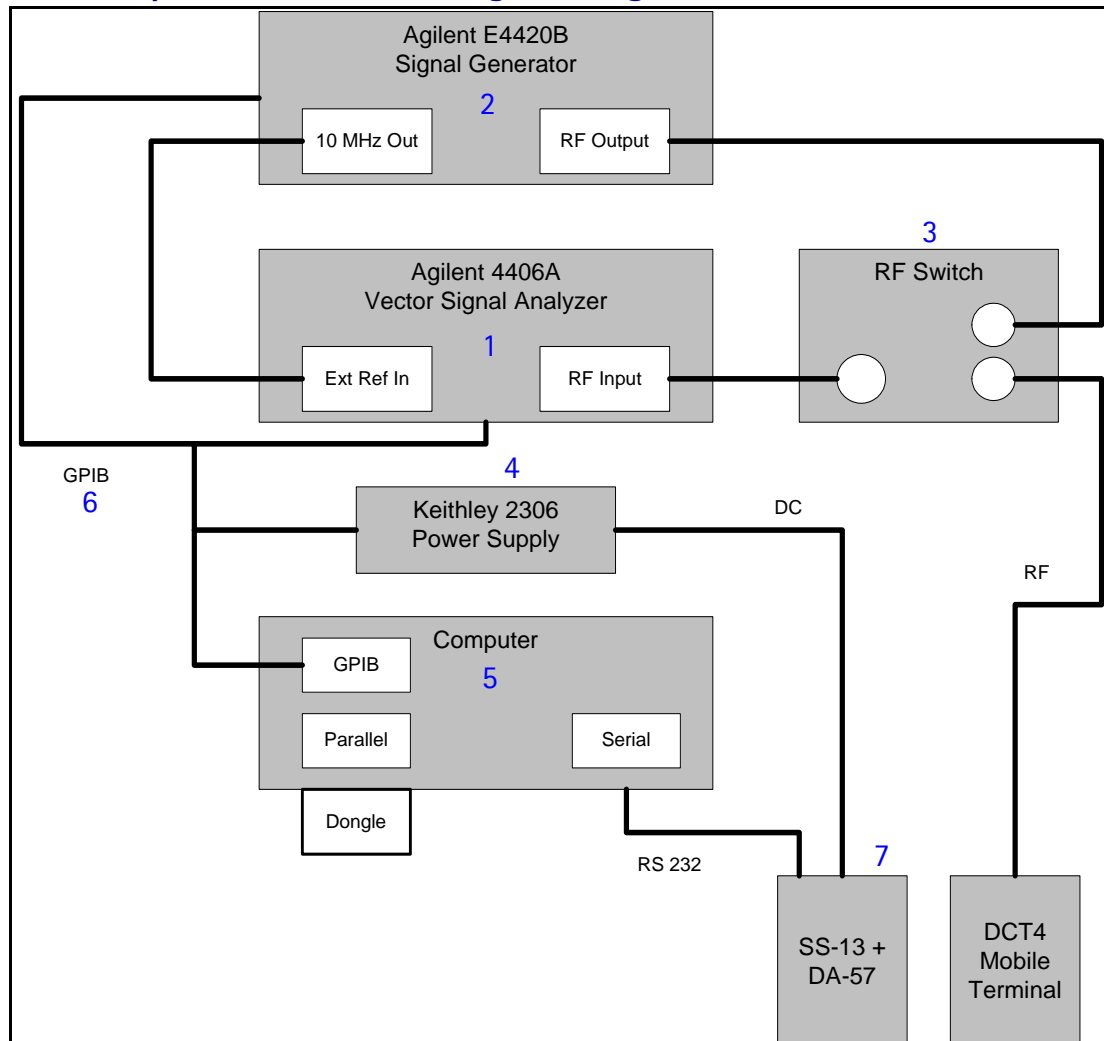 Agilent E4420B
Signal Generator
2
10 MHz Out
RF Output
3
Agilent 4406A
Vector Signal Analyzer
RF Switch
1
Ext Ref In
RF Input
GPIB
6
4
Keithley 2306
Power Supply
DC
RF
Computer
GPIB
5
Parallel
Serial
Dongle
RS 232
7
SS-13 +
DA-57
DCT4
Mobile
Terminal